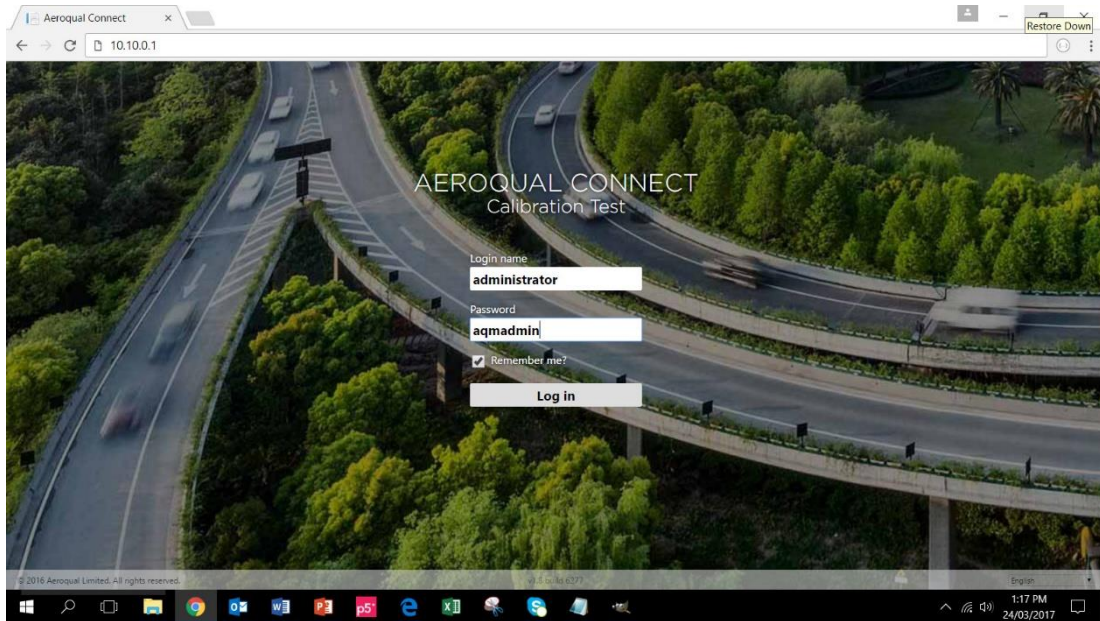 Aeroqual Connect
Restore Down
10.10.0.1
AEROQUAL CONNECT
Calibration Test
Login name
administrator
Password
aqmadmin
Remember me?
Log in
© 2016 Aeroqual Limited. All rights reserved.
English
1:17 PM
24/03/2017